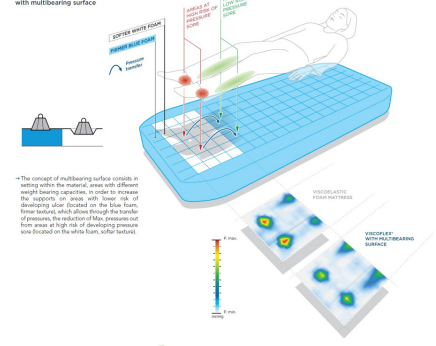 with multibearing surface
AREAS AT
HIGH RISK OF
PRESSURE
SORE
PRESSURE
SORE
SOFTER WHITE FOAM
FIRMER BLUE FOAM
Pressure
transfer
→ The concept of multibearing surface consists in
setting within the material, areas with different
weight bearing capacities, in order to increase
the supports on areas with lower risk of
developing ulcer (located on the blue foam,
firmer texture), which allows through the transfer
of pressures, the reduction of Max. pressures out
from areas at high risk of developing pressure
sore (located on the white foam, softer texture).
VISCOELASTIC
FOAM MATTRESS
VISCOFLEX®
WITH MULTIBEARING
SURFACE
P. max.
P. min.
mmHg